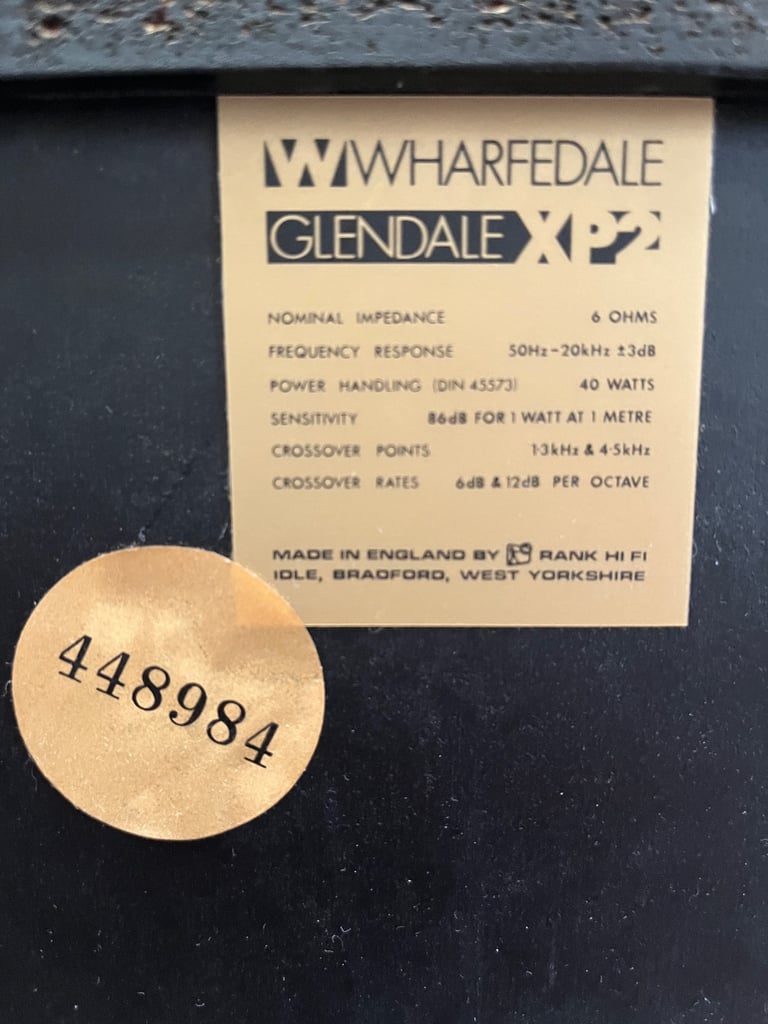 W WHARFEDALE
GLENDALE XP2
NOMINAL IMPEDANCE 6 OHMS
FREQUENCY RESPONSE 50Hz-20kHz ±3dB
POWER HANDLING (DIN 45573) 40 WATTS
SENSITIVITY 86dB FOR 1 WATT AT 1 METRE
CROSSOVER POINTS 1·3kHz & 4·5kHz
CROSSOVER RATES 6dB & 12dB PER OCTAVE
MADE IN ENGLAND BY RANK HI FI
IDLE, BRADFORD, WEST YORKSHIRE
448984